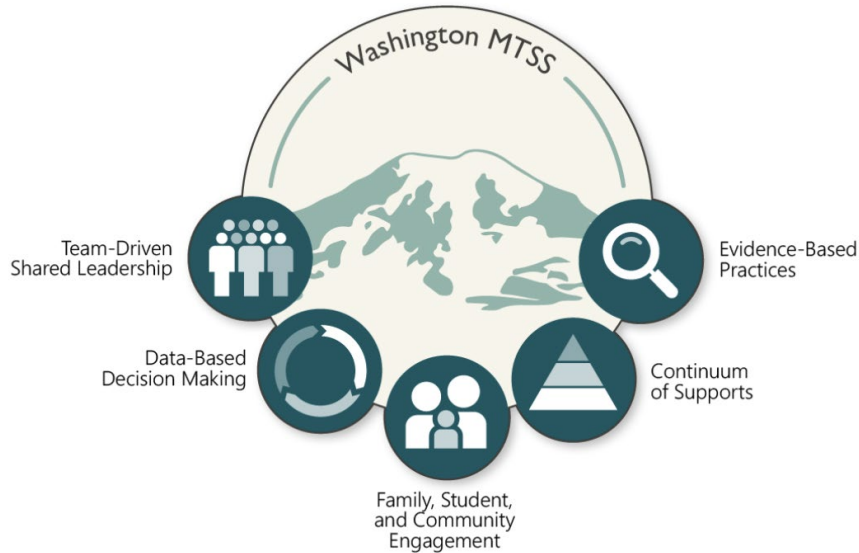 Washington MTSS
Team-Driven
Shared Leadership
Evidence-Based
Practices
Data-Based
Decision Making
Continuum
of Supports
Family, Student,
and Community
Engagement